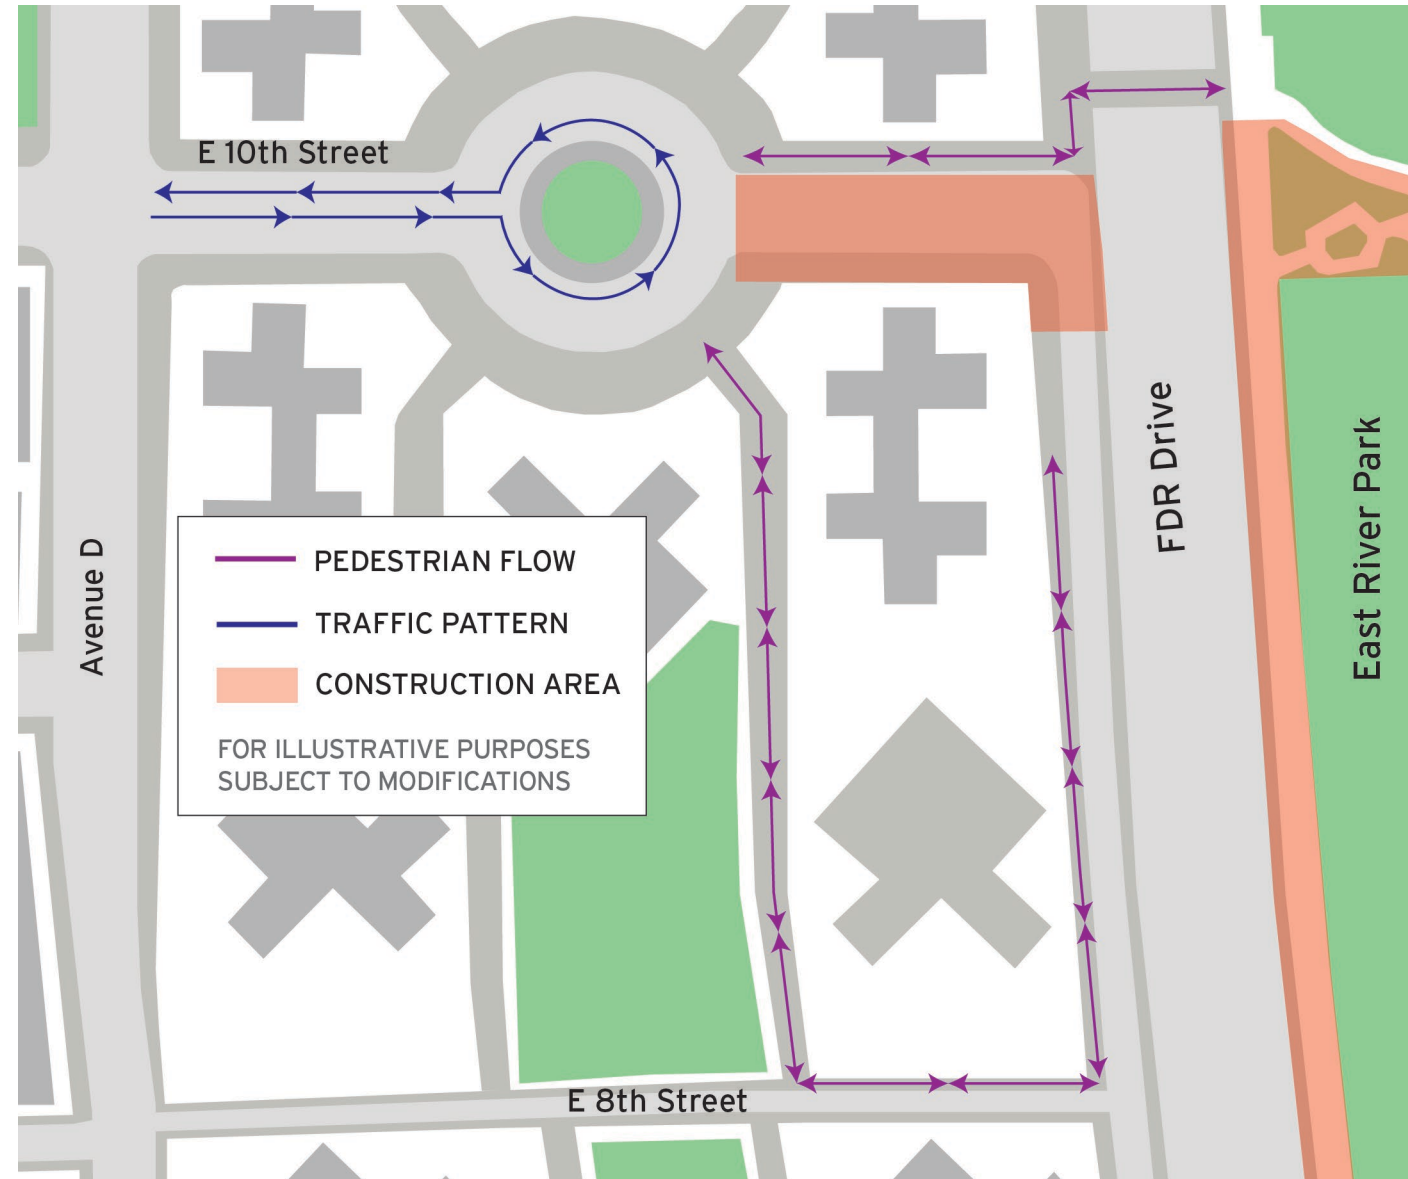 E 10th Street
FDR Drive
East River Park
Avenue D
PEDESTRIAN FLOW
TRAFFIC PATTERN
CONSTRUCTION AREA
FOR ILLUSTRATIVE PURPOSES
SUBJECT TO MODIFICATIONS
E 8th Street